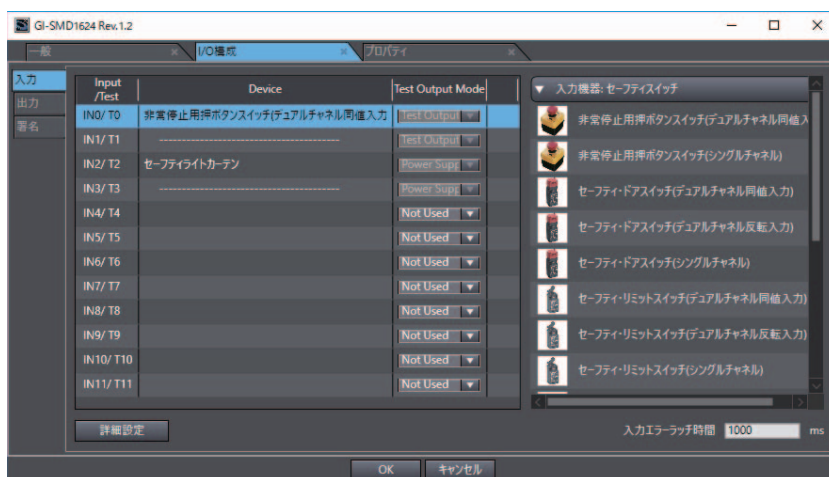 GI-SMD1624 Rev.1.2
一般
I/O構成
プロパティ
入力
出力
署名
Input/Test Device Test Output Mode
IN0/ T0 非常停止用押ボタンスイッチ(デュアルチャネル同値入力 Test Output
IN1/ T1 ---------------------------------------- Test Output
IN2/ T2 セーフティライトカーテン Power Supp
IN3/ T3 ---------------------------------------- Power Supp
IN4/ T4 Not Used
IN5/ T5 Not Used
IN6/ T6 Not Used
IN7/ T7 Not Used
IN8/ T8 Not Used
IN9/ T9 Not Used
IN10/ T10 Not Used
IN11/ T11 Not Used
詳細設定
入力機器: セーフティスイッチ
非常停止用押ボタンスイッチ(デュアルチャネル同値入
非常停止用押ボタンスイッチ(シングルチャネル)
セーフティ・ドアスイッチ(デュアルチャネル同値入力)
セーフティ・ドアスイッチ(デュアルチャネル反転入力)
セーフティ・ドアスイッチ(シングルチャネル)
セーフティ・リミットスイッチ(デュアルチャネル同値入力)
セーフティ・リミットスイッチ(デュアルチャネル反転入力)
セーフティ・リミットスイッチ(シングルチャネル)
入力エラーラッチ時間 1000 ms
OK キャンセル